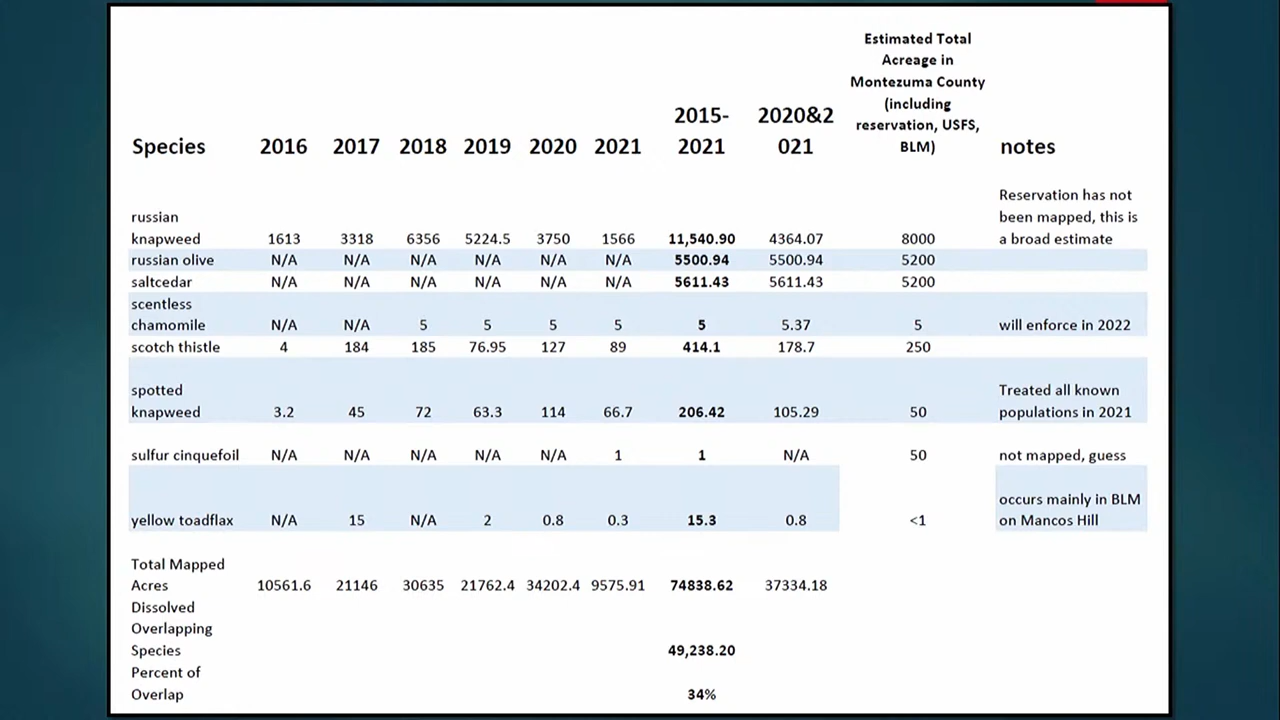 Species 2016 2017 2018 2019 2020 2021 2015-2021 2020&2021 Estimated Total Acreage in Montezuma County (including reservation, USFS, BLM) notes
russian knapweed 1613 3318 6356 5224.5 3750 1566 11,540.90 4364.07 8000 Reservation has not been mapped, this is a broad estimate
russian olive N/A N/A N/A N/A N/A N/A 5500.94 5500.94 5200
saltcedar N/A N/A N/A N/A N/A N/A 5611.43 5611.43 5200
scentless chamomile N/A N/A 5 5 5 5 5 5.37 5 will enforce in 2022
scotch thistle 4 184 185 76.95 127 89 414.1 178.7 250
spotted knapweed 3.2 45 72 63.3 114 66.7 206.42 105.29 50 Treated all known populations in 2021
sulfur cinquefoil N/A N/A N/A N/A N/A 1 1 N/A 50 not mapped, guess
yellow toadflax N/A 15 N/A 2 0.8 0.3 15.3 0.8 <1 occurs mainly in BLM on Mancos Hill
Total Mapped Acres 10561.6 21146 30635 21762.4 34202.4 9575.91 74838.62 37334.18
Dissolved Overlapping Species 49,238.20
Percent of Overlap 34%